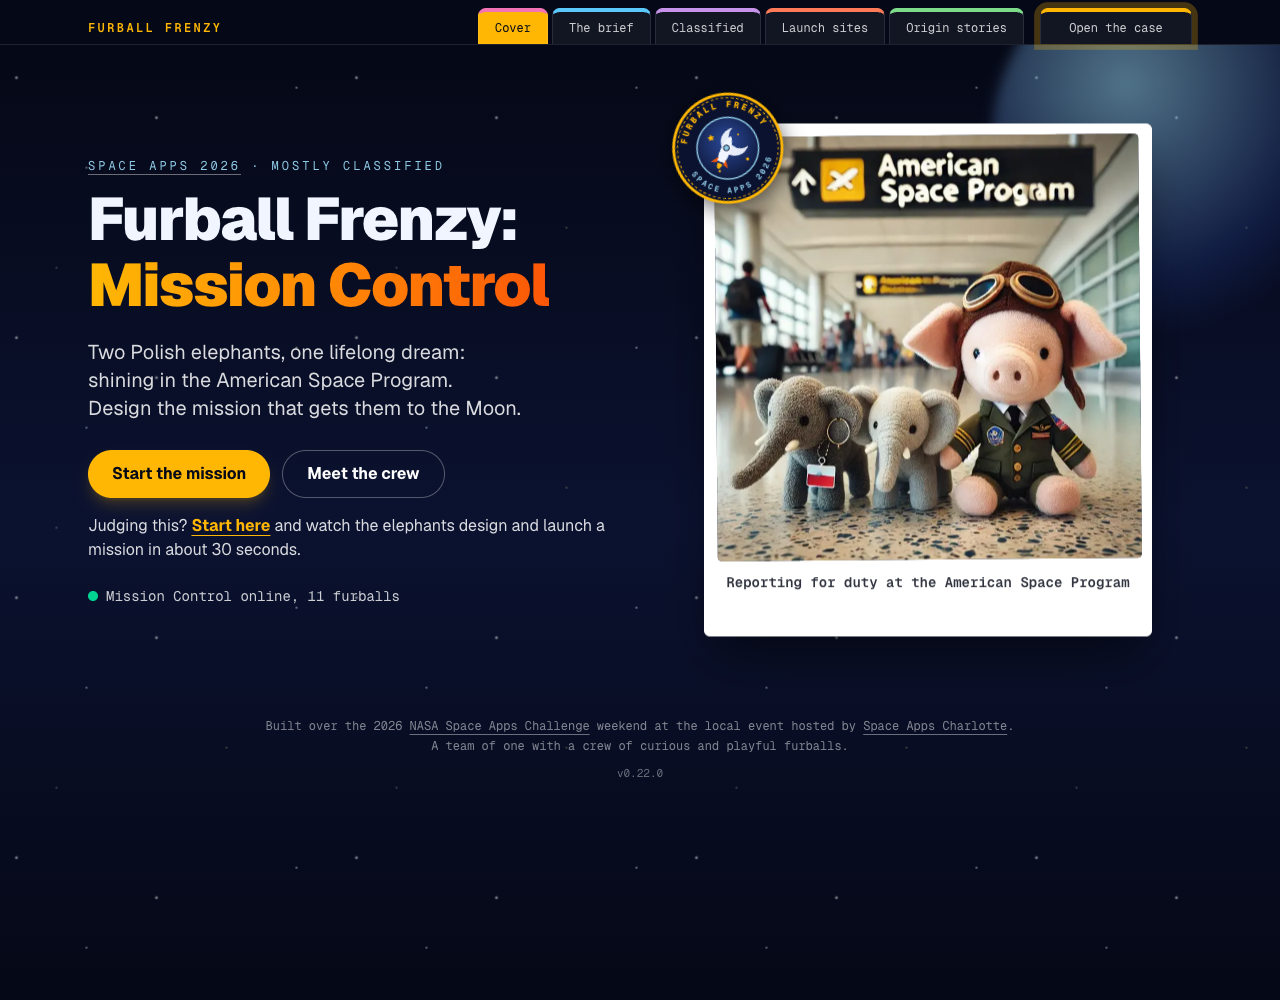 FURBALL FRENZY
Cover
The brief
Classified
Launch sites
Origin stories
Open the case
SPACE APPS 2026 · MOSTLY CLASSIFIED
Furball Frenzy:
Mission Control
Two Polish elephants, one lifelong dream:
shining in the American Space Program.
Design the mission that gets them to the Moon.
Start the mission
Meet the crew
Judging this? Start here and watch the elephants design and launch a
mission in about 30 seconds.
Mission Control online, 11 furballs
FURBALL FRENZY
SPACE APPS 2026
American
Space Program
Reporting for duty at the American Space Program
Built over the 2026 NASA Space Apps Challenge weekend at the local event hosted by Space Apps Charlotte.
A team of one with a crew of curious and playful furballs.
v0.22.0